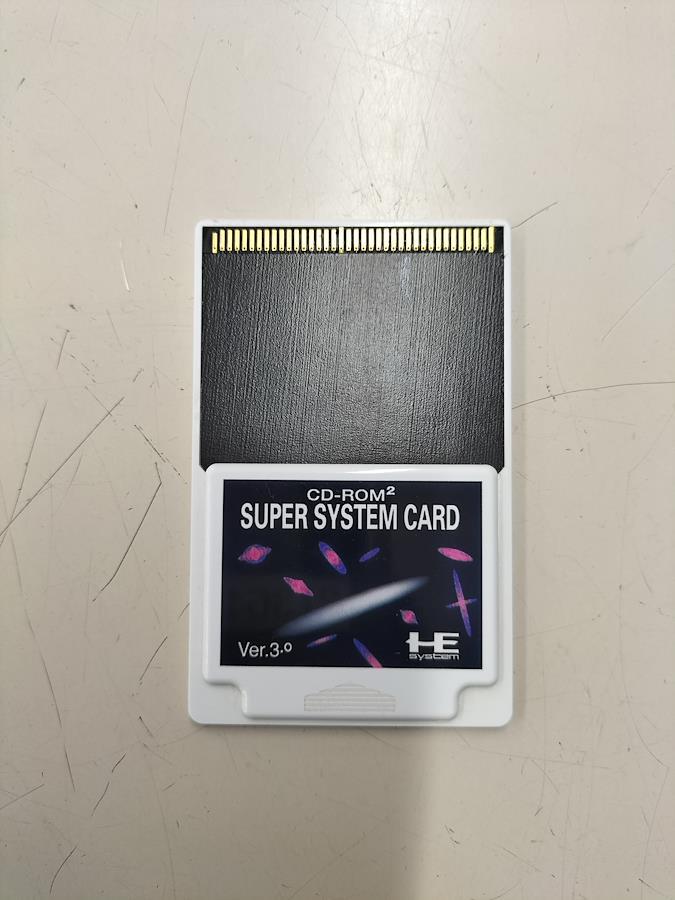 CD-ROM²
SUPER SYSTEM CARD
Ver.3.0
HE
system